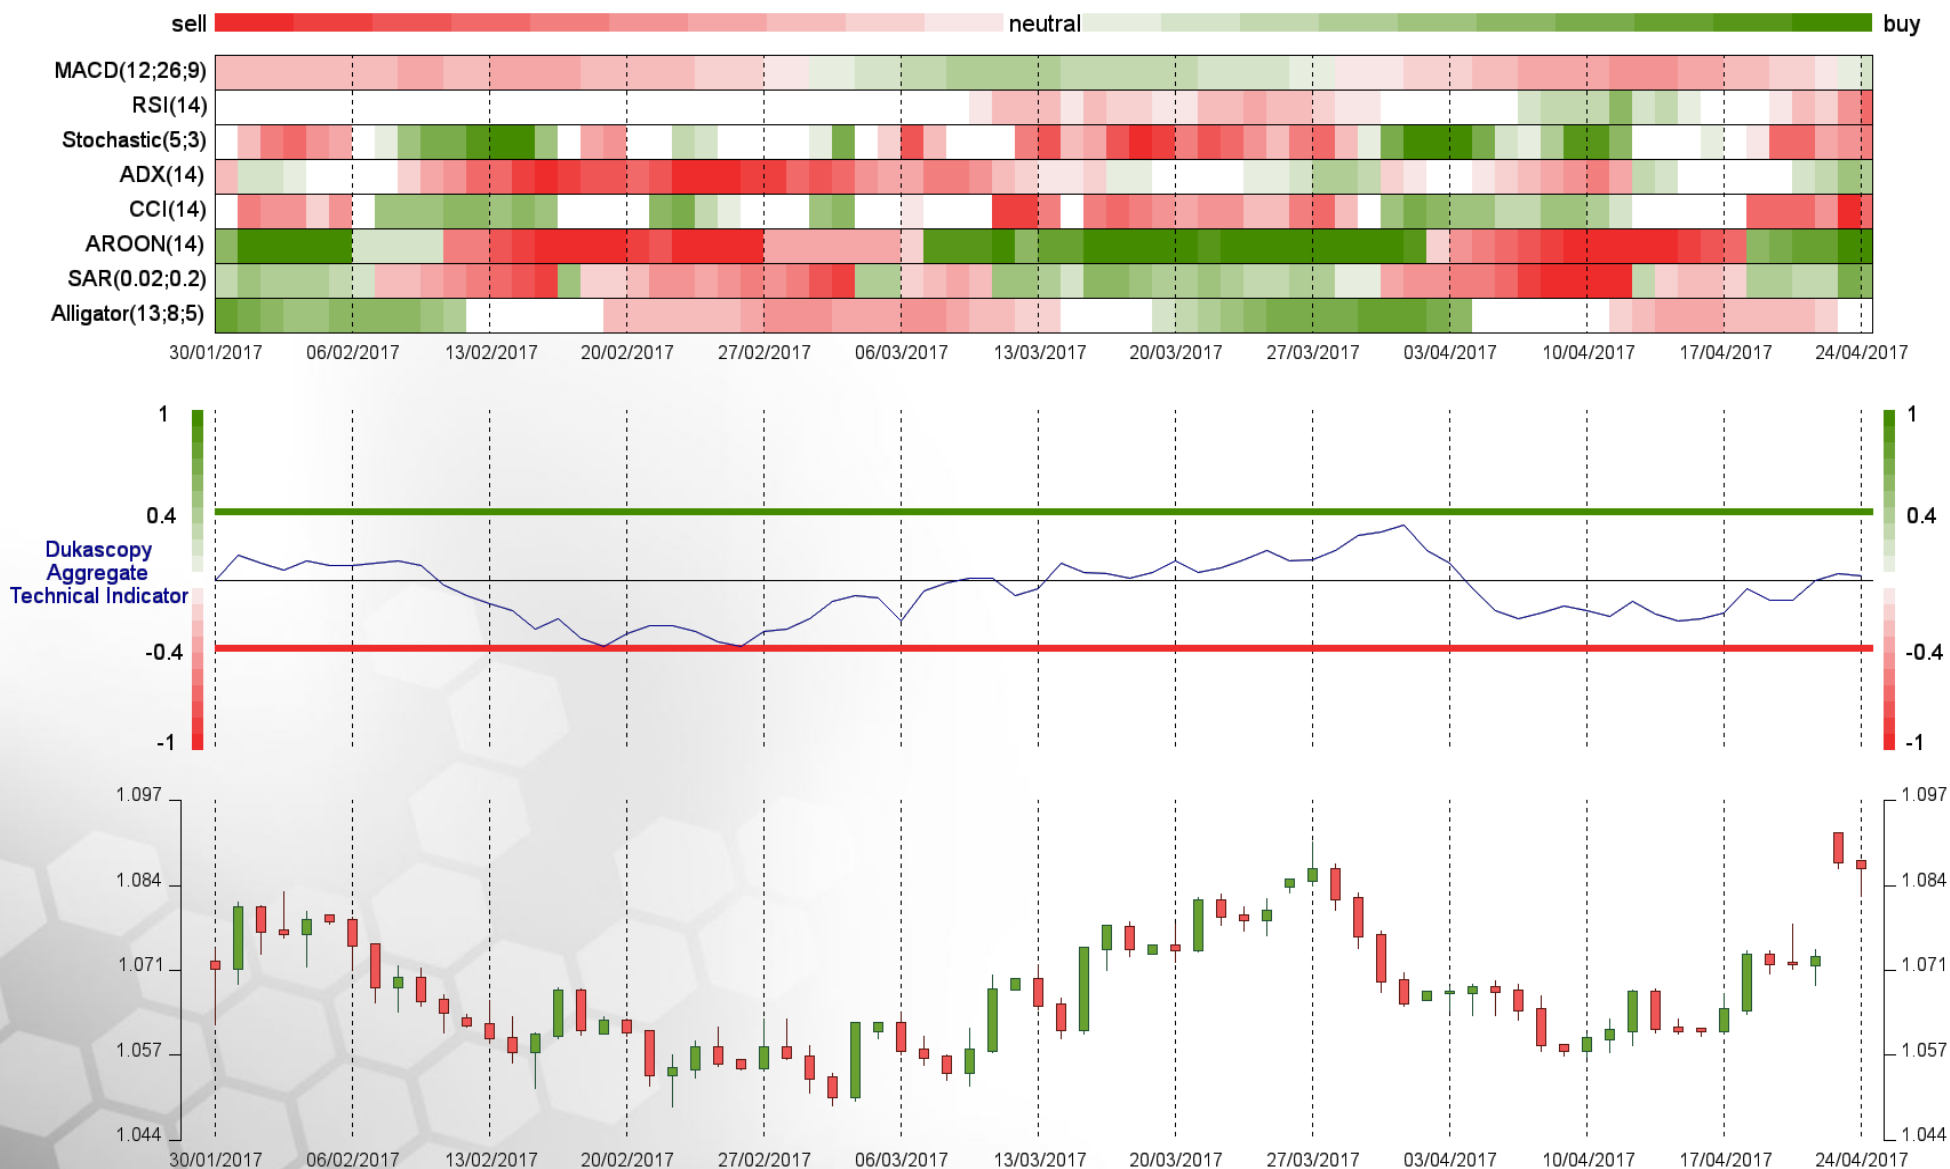 sell neutral buy
MACD(12;26;9)
RSI(14)
Stochastic(5;3)
ADX(14)
CCI(14)
AROON(14)
SAR(0.02;0.2)
Alligator(13;8;5)
30/01/2017 06/02/2017 13/02/2017 20/02/2017 27/02/2017 06/03/2017 13/03/2017 20/03/2017 27/03/2017 03/04/2017 10/04/2017 17/04/2017 24/04/2017
1 1
0.4 0.4
Dukascopy
Aggregate
Technical Indicator
-0.4 -0.4
-1 -1
1.097 1.097
1.084 1.084
1.071 1.071
1.057 1.057
1.044 1.044
30/01/2017 06/02/2017 13/02/2017 20/02/2017 27/02/2017 06/03/2017 13/03/2017 20/03/2017 27/03/2017 03/04/2017 10/04/2017 17/04/2017 24/04/2017